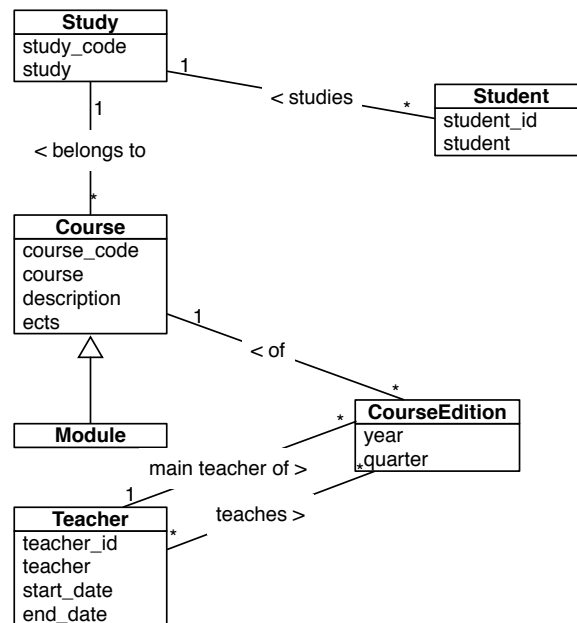 Study
study_code
study
1
1
< studies
*
Student
student_id
student
< belongs to
*
Course
course_code
course
description
ects
1
< of
*
Module
CourseEdition
year
quarter
*
*
main teacher of >
1
teaches >
*
Teacher
teacher_id
teacher
start_date
end_date